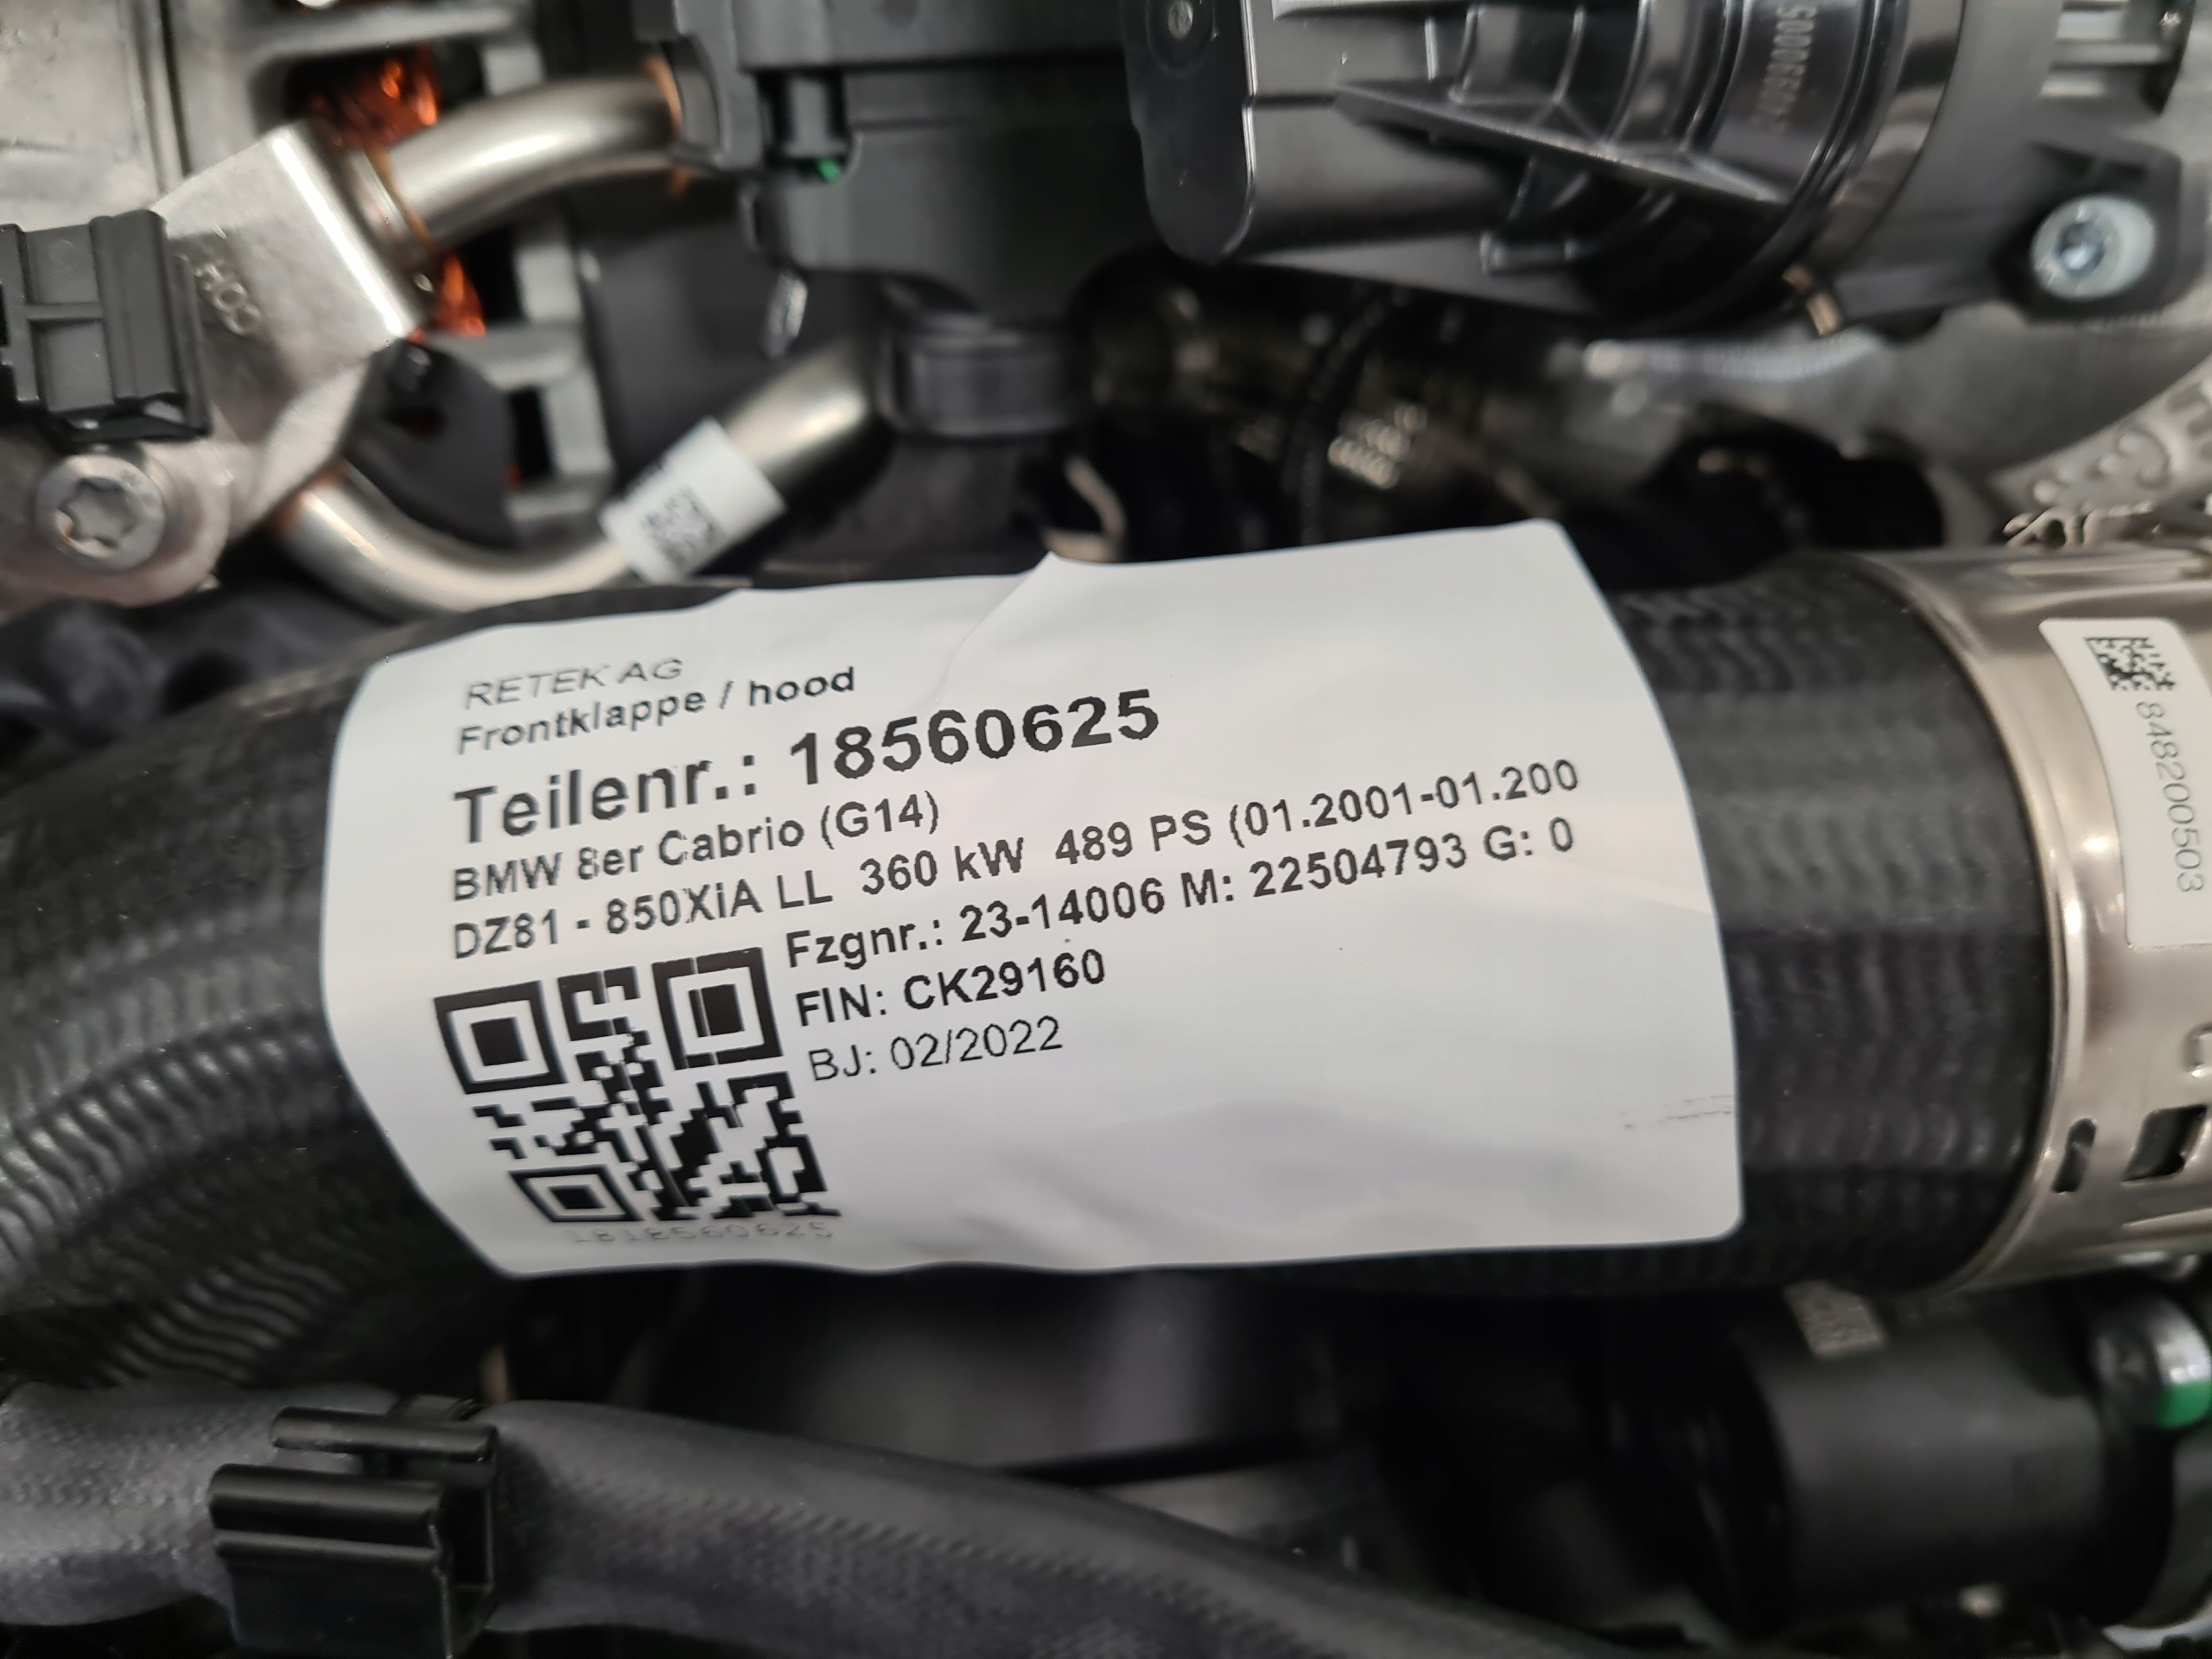 RETEK AG
Frontklappe / hood
Teilenr.: 18560625
BMW 8er Cabrio (G14)
DZ81 - 850XiA LL  360 kW  489 PS (01.2001-01.200
Fzgnr.: 23-14006 M: 22504793 G: 0
FIN: CK29160
BJ: 02/2022
1818560625
848200503